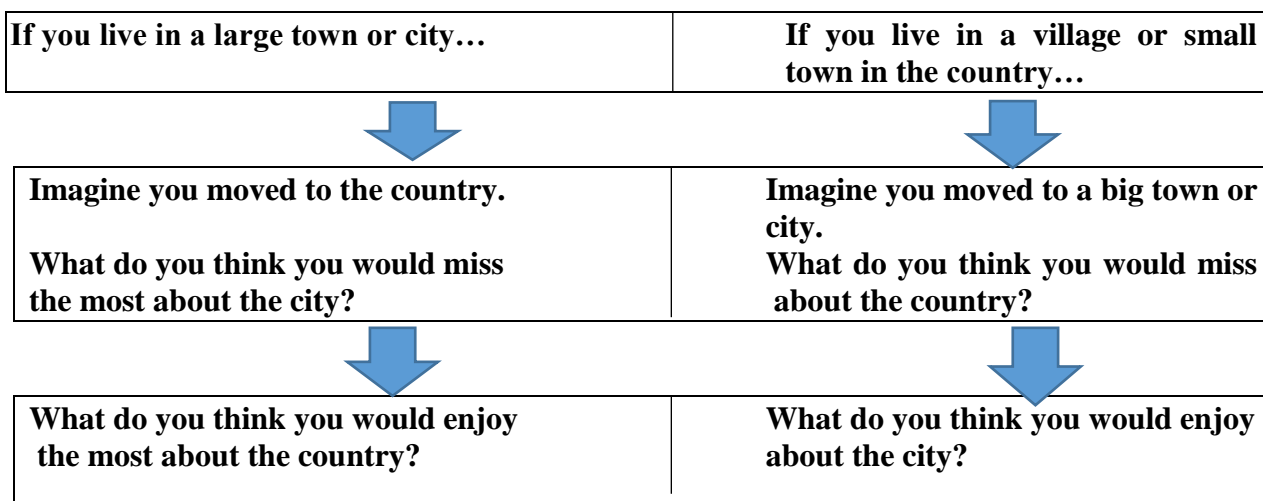 If you live in a large town or city…
If you live in a village or small
town in the country…
Imagine you moved to the country.
What do you think you would miss
the most about the city?
Imagine you moved to a big town or
city.
What do you think you would miss
about the country?
What do you think you would enjoy
the most about the country?
What do you think you would enjoy
about the city?